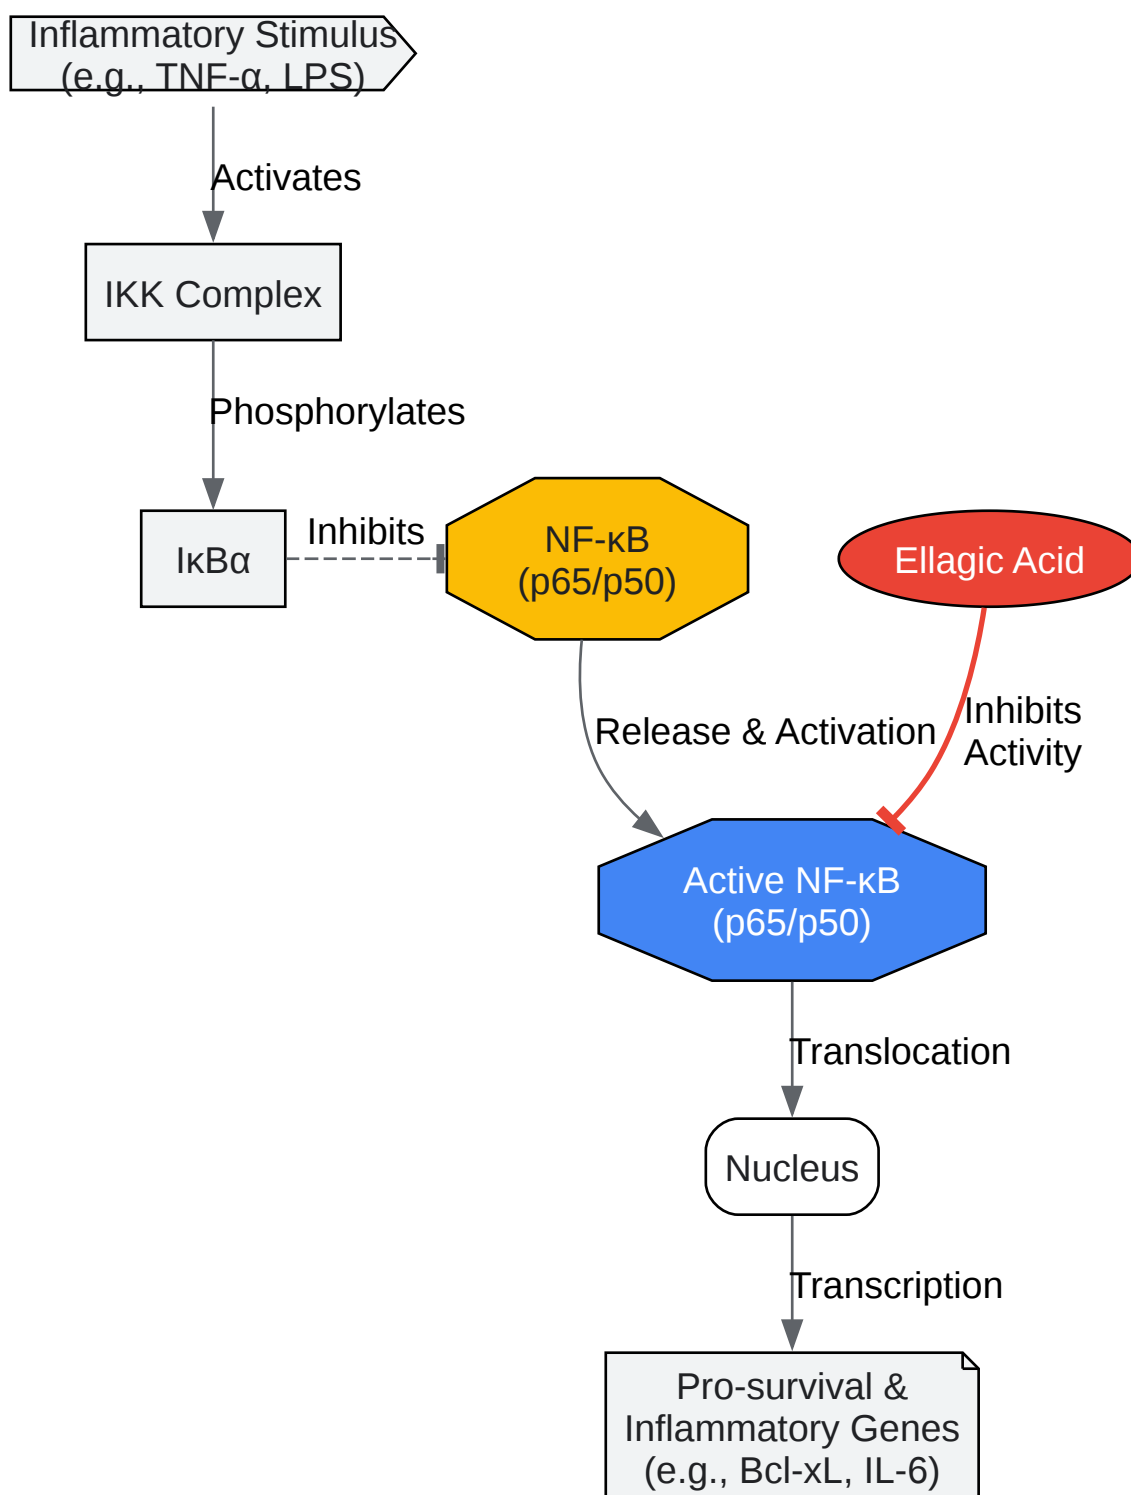 Inflammatory Stimulus
(e.g., TNF-α, LPS)
Activates
IKK Complex
Phosphorylates
IκBα
Inhibits
NF-κB
(p65/p50)
Ellagic Acid
Release & Activation
Inhibits
Activity
Active NF-κB
(p65/p50)
Translocation
Nucleus
Transcription
Pro-survival &
Inflammatory Genes
(e.g., Bcl-xL, IL-6)